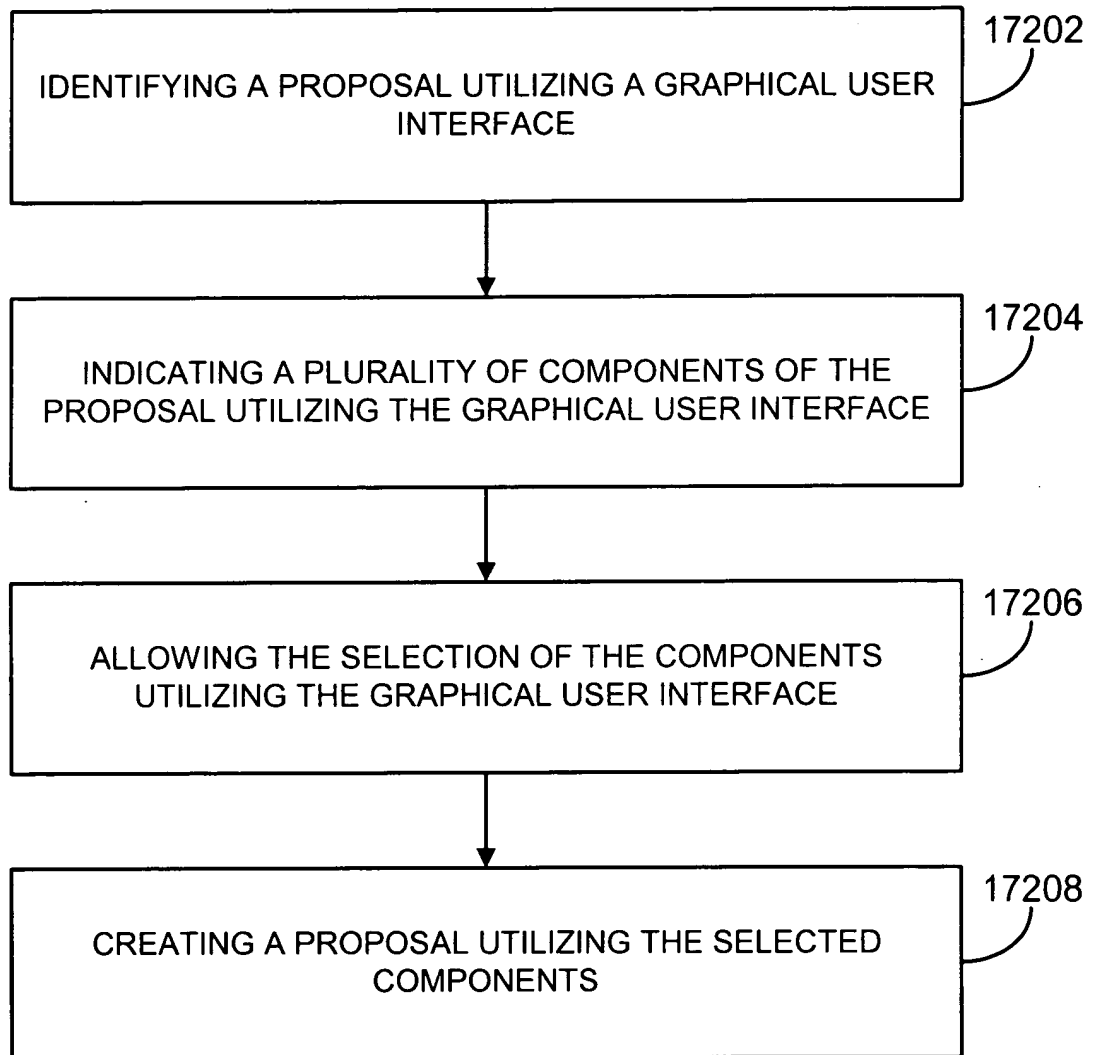 17202
IDENTIFYING A PROPOSAL UTILIZING A GRAPHICAL USER
INTERFACE
17204
INDICATING A PLURALITY OF COMPONENTS OF THE
PROPOSAL UTILIZING THE GRAPHICAL USER INTERFACE
17206
ALLOWING THE SELECTION OF THE COMPONENTS
UTILIZING THE GRAPHICAL USER INTERFACE
17208
CREATING A PROPOSAL UTILIZING THE SELECTED
COMPONENTS